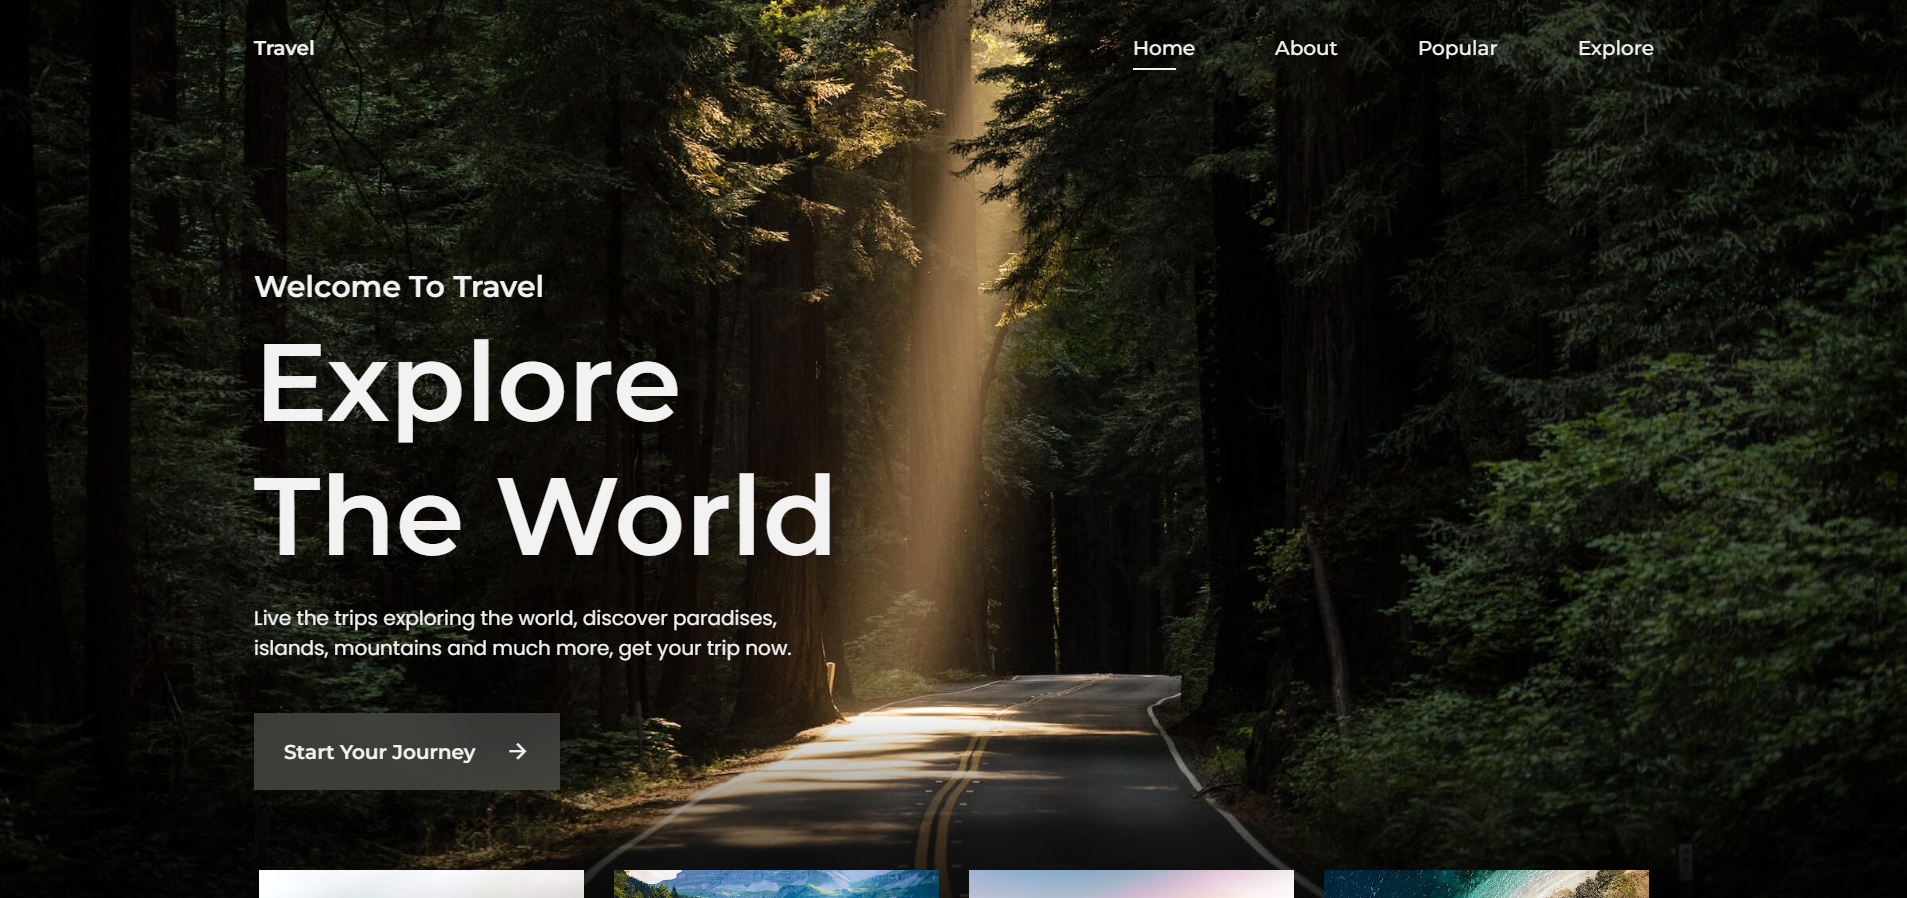 Travel
Home
About
Popular
Explore
Welcome To Travel
Explore
The World
Live the trips exploring the world, discover paradises,
islands, mountains and much more, get your trip now.
Start Your Journey